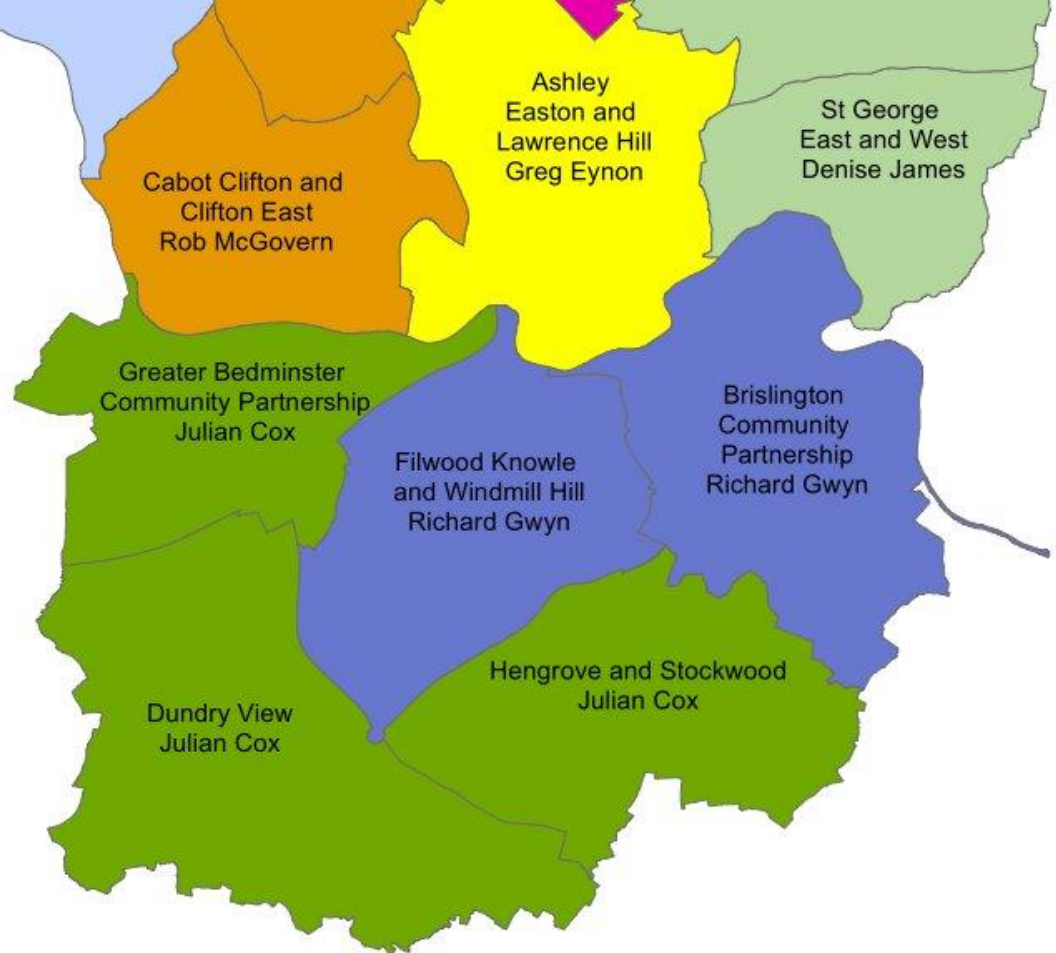 Ashley
Easton and
Lawrence Hill
Greg Eynon
St George
East and West
Denise James
Cabot Clifton and
Clifton East
Rob McGovern
Greater Bedminster
Community Partnership
Julian Cox
Filwood Knowle
and Windmill Hill
Richard Gwyn
Brislington
Community
Partnership
Richard Gwyn
Hengrove and Stockwood
Julian Cox
Dundry View
Julian Cox